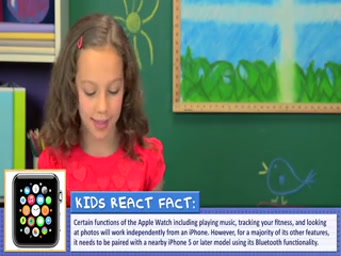 KIDS REACT FACT:
Certain functions of the Apple Watch including playing music, tracking your fitness, and looking
at photos will work independently from an iPhone. However, for a majority of its other features,
it needs to be paired with a nearby iPhone 5 or later model using its Bluetooth functionality.